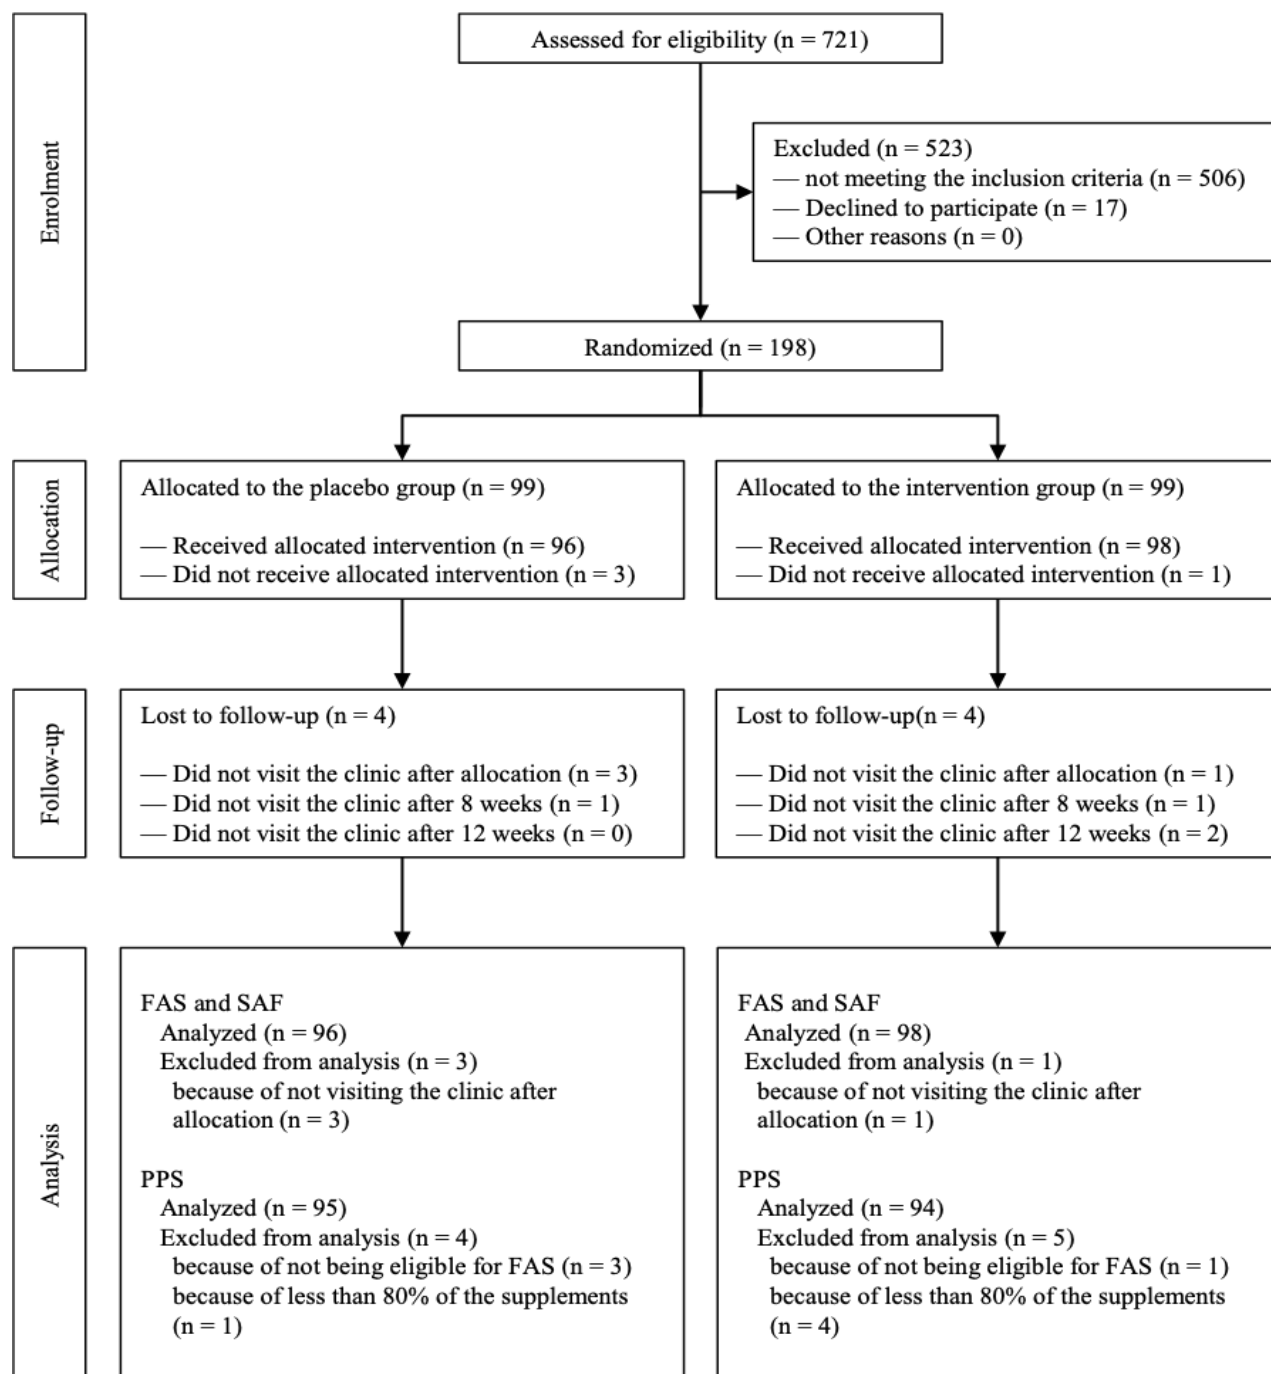 Enrolment
Assessed for eligibility (n = 721)
Excluded (n = 523)
— not meeting the inclusion criteria (n = 506)
— Declined to participate (n = 17)
— Other reasons (n = 0)
Randomized (n = 198)
Allocation
Allocated to the placebo group (n = 99)
— Received allocated intervention (n = 96)
— Did not receive allocated intervention (n = 3)
Allocated to the intervention group (n = 99)
— Received allocated intervention (n = 98)
— Did not receive allocated intervention (n = 1)
Follow-up
Lost to follow-up (n = 4)
— Did not visit the clinic after allocation (n = 3)
— Did not visit the clinic after 8 weeks (n = 1)
— Did not visit the clinic after 12 weeks (n = 0)
Lost to follow-up(n = 4)
— Did not visit the clinic after allocation (n = 1)
— Did not visit the clinic after 8 weeks (n = 1)
— Did not visit the clinic after 12 weeks (n = 2)
Analysis
FAS and SAF
Analyzed (n = 96)
Excluded from analysis (n = 3)
because of not visiting the clinic after
allocation (n = 3)
PPS
Analyzed (n = 95)
Excluded from analysis (n = 4)
because of not being eligible for FAS (n = 3)
because of less than 80% of the supplements
(n = 1)
FAS and SAF
Analyzed (n = 98)
Excluded from analysis (n = 1)
because of not visiting the clinic after
allocation (n = 1)
PPS
Analyzed (n = 94)
Excluded from analysis (n = 5)
because of not being eligible for FAS (n = 1)
because of less than 80% of the supplements
(n = 4)